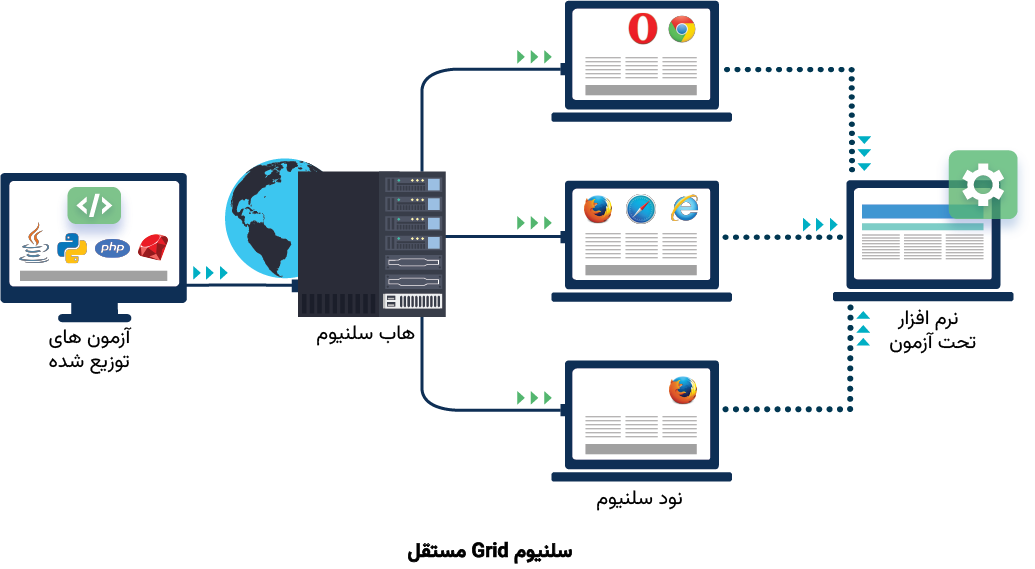 </>
php
آزمون های
توزیع شده
هاب سلنیوم
نود سلنیوم
نرم افزار
تحت آزمون
سلنیوم Grid مستقل